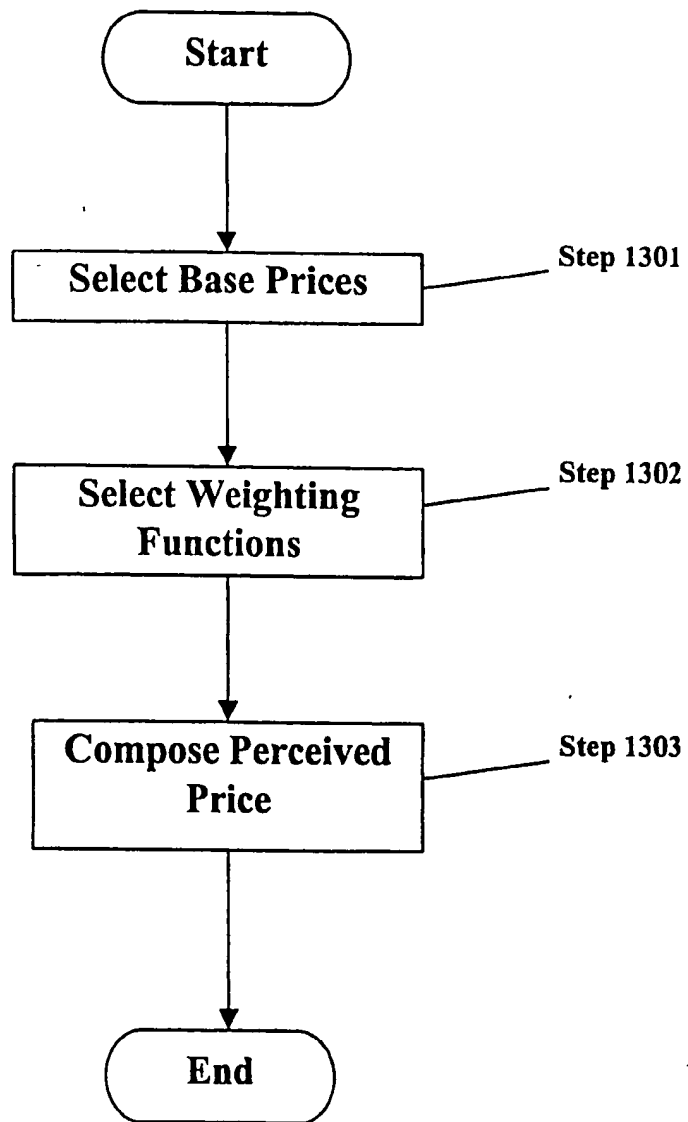 Start
Select Base Prices
Step 1301
Select Weighting
Functions
Step 1302
Compose Perceived
Price
Step 1303
End